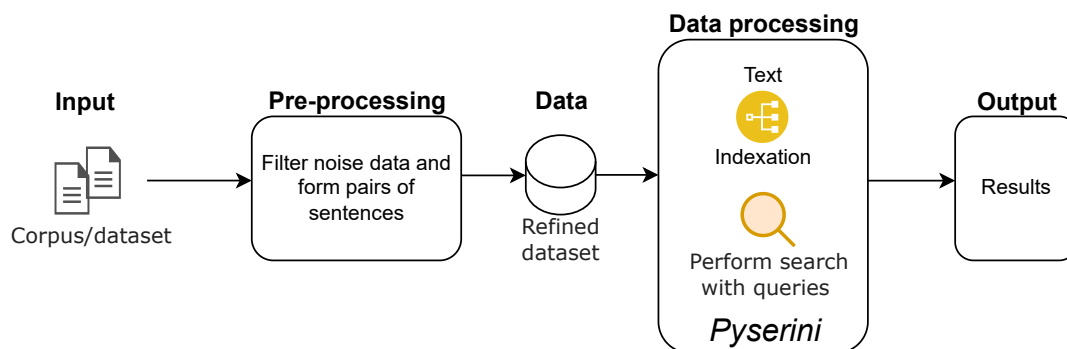 Input
Corpus/dataset
Pre-processing
Filter noise data and
form pairs of
sentences
Data
Refined
dataset
Data processing
Text
Indexation
Perform search
with queries
Pyserini
Output
Results